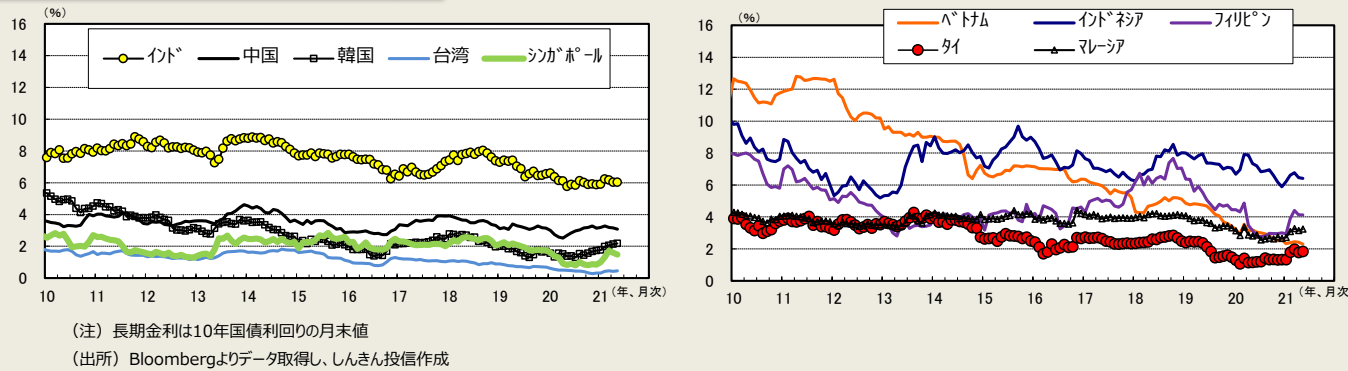 (%)
16
14
12
10
8
6
4
2
0
インド 中国 韓国 台湾 シンガポール
10 11 12 13 14 15 16 17 18 19 20 21 (年、月次)
(%)
16
14
12
10
8
6
4
2
0
ベトナム インドネシア フィリピン
タイ マレーシア
10 11 12 13 14 15 16 17 18 19 20 21 (年、月次)
(注) 長期金利は10年国債利回りの月末値
(出所) Bloombergよりデータ取得し、しんきん投信作成